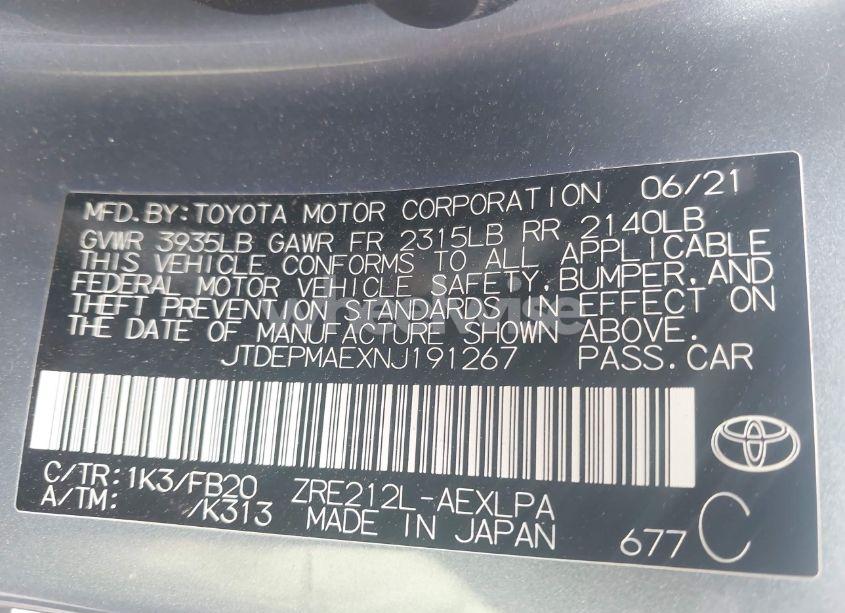 MFD.BY:TOYOTA MOTOR CORPORATION 06/21
GVWR 3935LB GAWR FR 2315LB RR 2140LB
THIS VEHICLE CONFORMS TO ALL APPLICABLE
FEDERAL MOTOR VEHICLE SAFETY,BUMPER,AND
THEFT PREVENTION STANDARDS IN EFFECT ON
THE DATE OF MANUFACTURE SHOWN ABOVE.
JTDEPMAEXNJ191267 PASS.CAR
C/TR:1K3/FB20 ZRE212L-AEXLPA
A/TM: /K313 MADE IN JAPAN 677 C
wheelwise